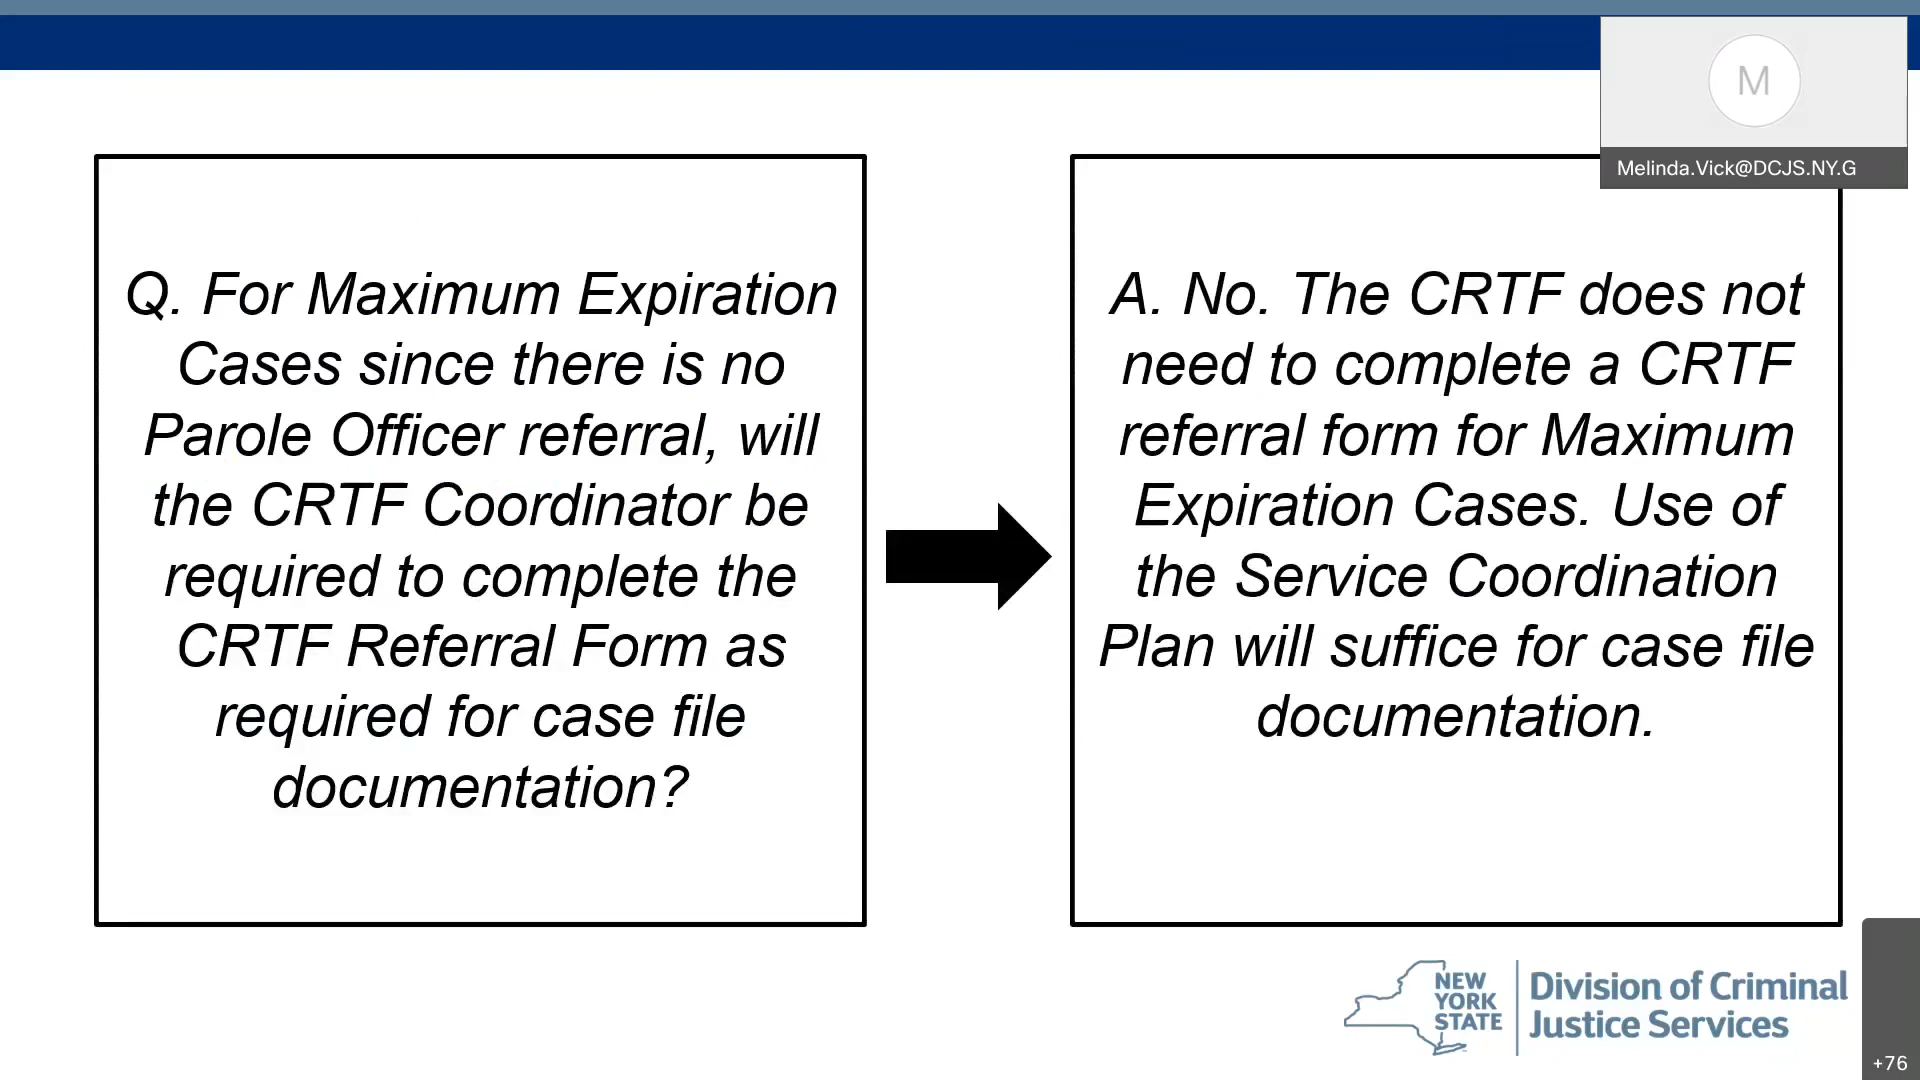 M
Melinda.Vick@DCJS.NY.G
Q. For Maximum Expiration
Cases since there is no
Parole Officer referral, will
the CRTF Coordinator be
required to complete the
CRTF Referral Form as
required for case file
documentation?
A. No. The CRTF does not
need to complete a CRTF
referral form for Maximum
Expiration Cases. Use of
the Service Coordination
Plan will suffice for case file
documentation.
NEW
YORK
STATE
Division of Criminal
Justice Services
+76